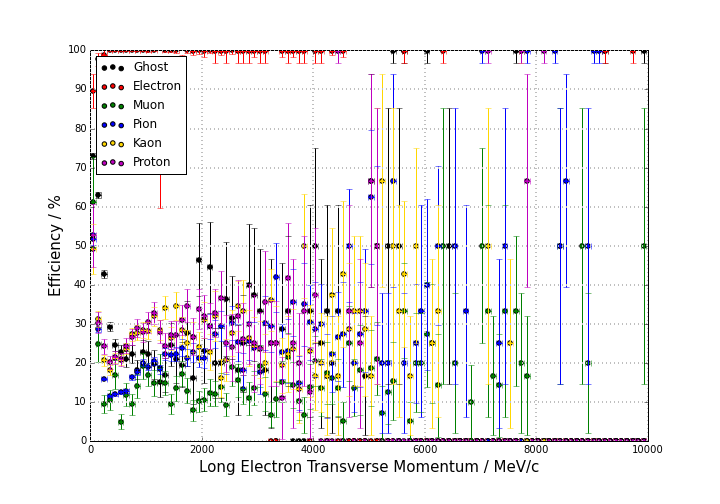 100
90
80
70
60
50
40
30
20
10
0
Efficiency / %
Ghost
Electron
Muon
Pion
Kaon
Proton
0 2000 4000 6000 8000 10000
Long Electron Transverse Momentum / MeV/c